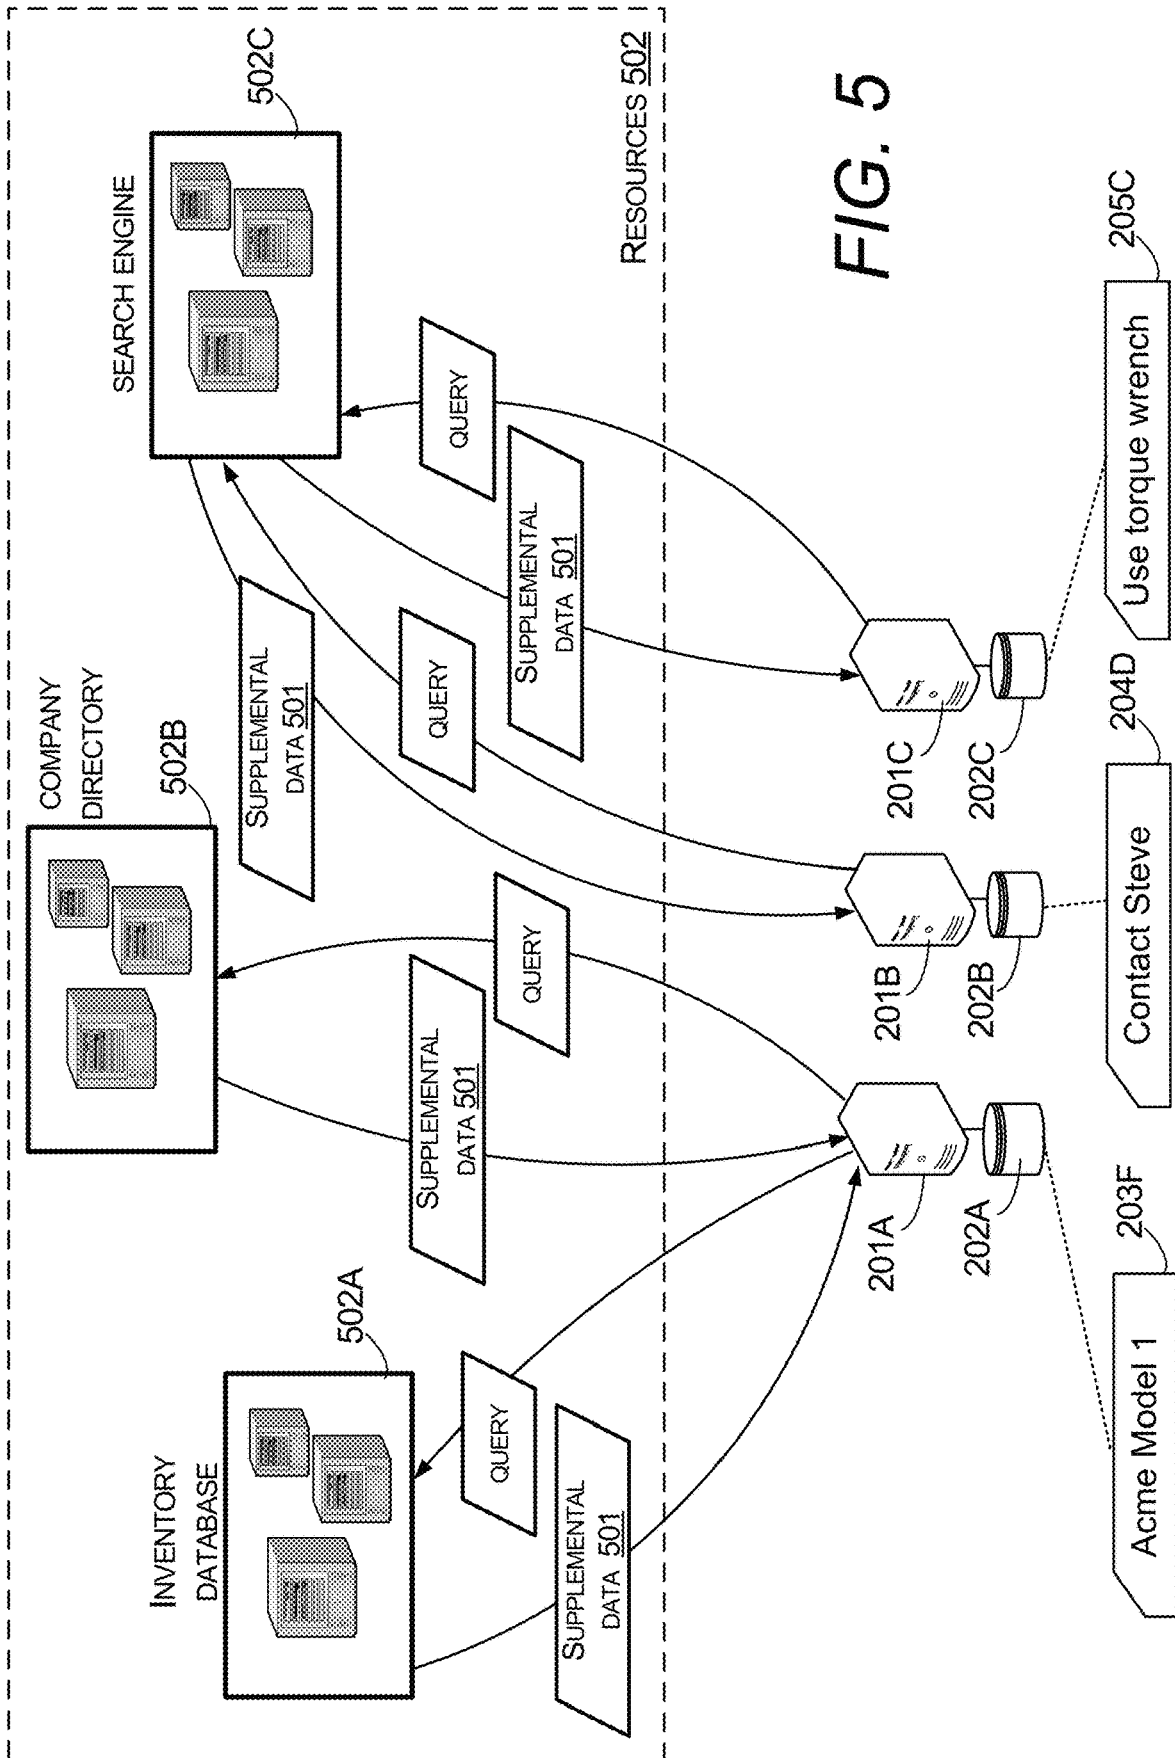 INVENTORY
DATABASE
502A
COMPANY
DIRECTORY
502B
SEARCH ENGINE
502C
QUERY
SUPPLEMENTAL
DATA 501
SUPPLEMENTAL
DATA 501
QUERY
SUPPLEMENTAL
DATA 501
QUERY
SUPPLEMENTAL
DATA 501
QUERY
RESOURCES 502
201A
202A
201B
202B
201C
202C
FIG. 5
203F
Acme Model 1
204D
Contact Steve
205C
Use torque wrench